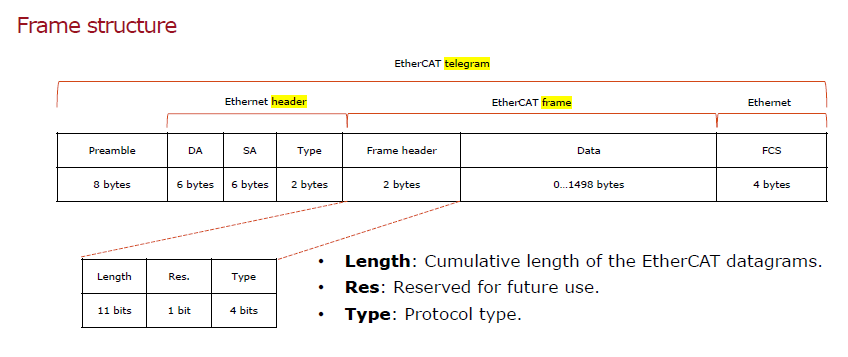 Frame structure
EtherCAT telegram
Ethernet header
EtherCAT frame
Ethernet
Preamble DA SA Type Frame header Data FCS
8 bytes 6 bytes 6 bytes 2 bytes 2 bytes 0...1498 bytes 4 bytes
Length Res. Type
11 bits 1 bit 4 bits
• Length: Cumulative length of the EtherCAT datagrams.
• Res: Reserved for future use.
• Type: Protocol type.